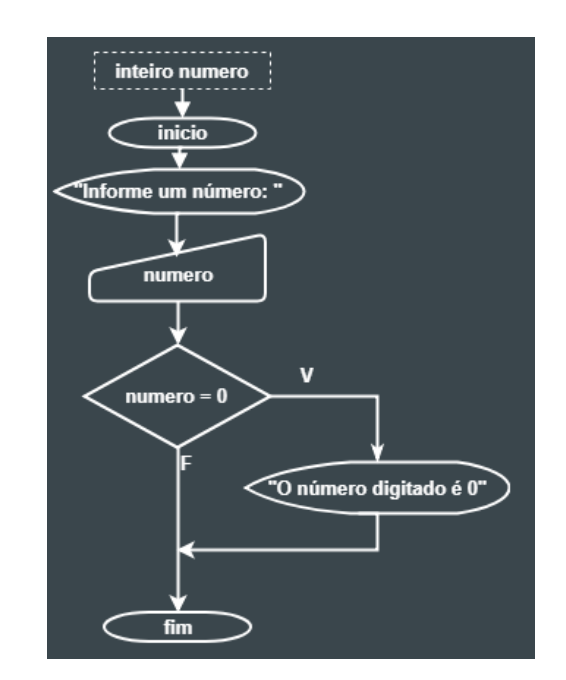 inteiro numero
inicio
"Informe um número: "
numero
numero = 0
V
F
"O número digitado é 0"
fim